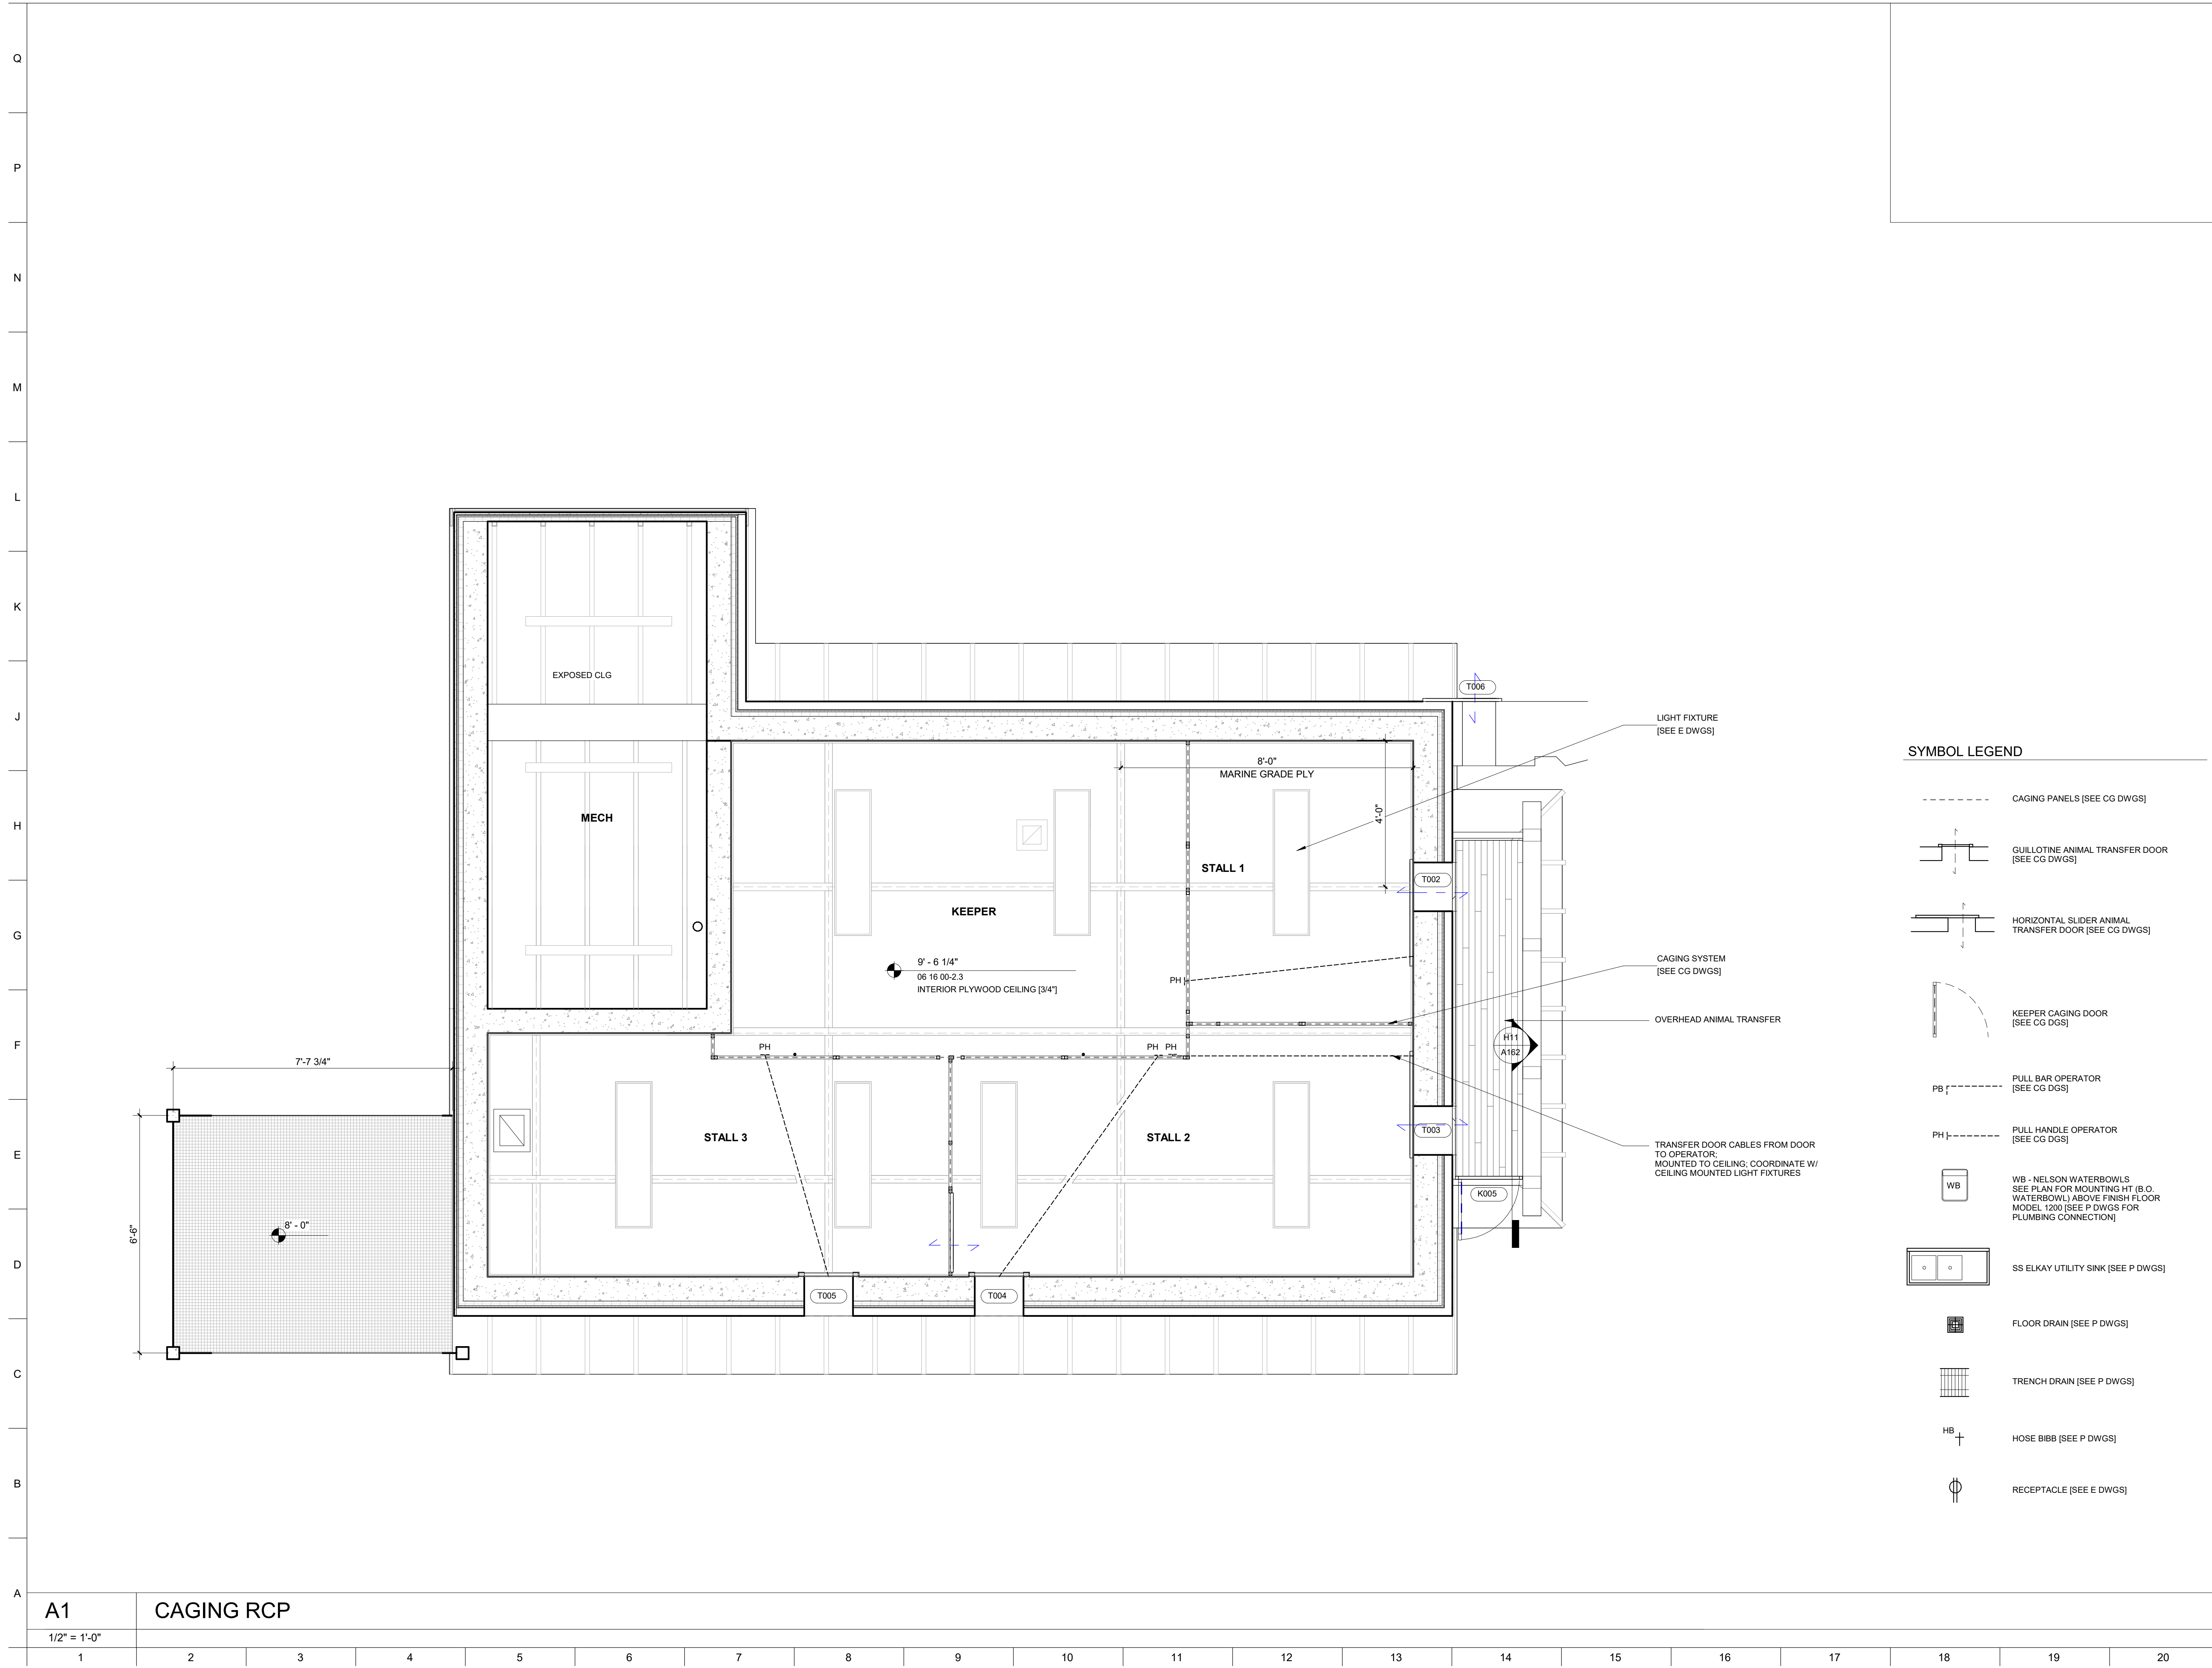 Q
P
N
M
L
K
J
H
G
F
E
D
C
B
A
EXPOSED CLG
MECH
T006
LIGHT FIXTURE
[SEE E DWGS]
8'-0"
MARINE GRADE PLY
4'-0"
STALL 1
T002
KEEPER
9' - 6 1/4"
06 16 00-2.3
INTERIOR PLYWOOD CEILING [3/4"]
PH
CAGING SYSTEM
[SEE CG DWGS]
OVERHEAD ANIMAL TRANSFER
H11
A162
PH
PH
PH
7'-7 3/4"
6'-6"
8' - 0"
STALL 3
STALL 2
T003
TRANSFER DOOR CABLES FROM DOOR
TO OPERATOR;
MOUNTED TO CEILING; COORDINATE W/
CEILING MOUNTED LIGHT FIXTURES
K005
T005
T004
SYMBOL LEGEND
CAGING PANELS [SEE CG DWGS]
GUILLOTINE ANIMAL TRANSFER DOOR
[SEE CG DWGS]
HORIZONTAL SLIDER ANIMAL
TRANSFER DOOR [SEE CG DWGS]
KEEPER CAGING DOOR
[SEE CG DGS]
PB
PULL BAR OPERATOR
[SEE CG DGS]
PH
PULL HANDLE OPERATOR
[SEE CG DGS]
WB
WB - NELSON WATERBOWLS
SEE PLAN FOR MOUNTING HT (B.O.
WATERBOWL) ABOVE FINISH FLOOR
MODEL 1200 [SEE P DWGS FOR
PLUMBING CONNECTION]
SS ELKAY UTILITY SINK [SEE P DWGS]
FLOOR DRAIN [SEE P DWGS]
TRENCH DRAIN [SEE P DWGS]
HB
HOSE BIBB [SEE P DWGS]
RECEPTACLE [SEE E DWGS]
A1
CAGING RCP
1/2" = 1'-0"
1 2 3 4 5 6 7 8 9 10 11 12 13 14 15 16 17 18 19 20